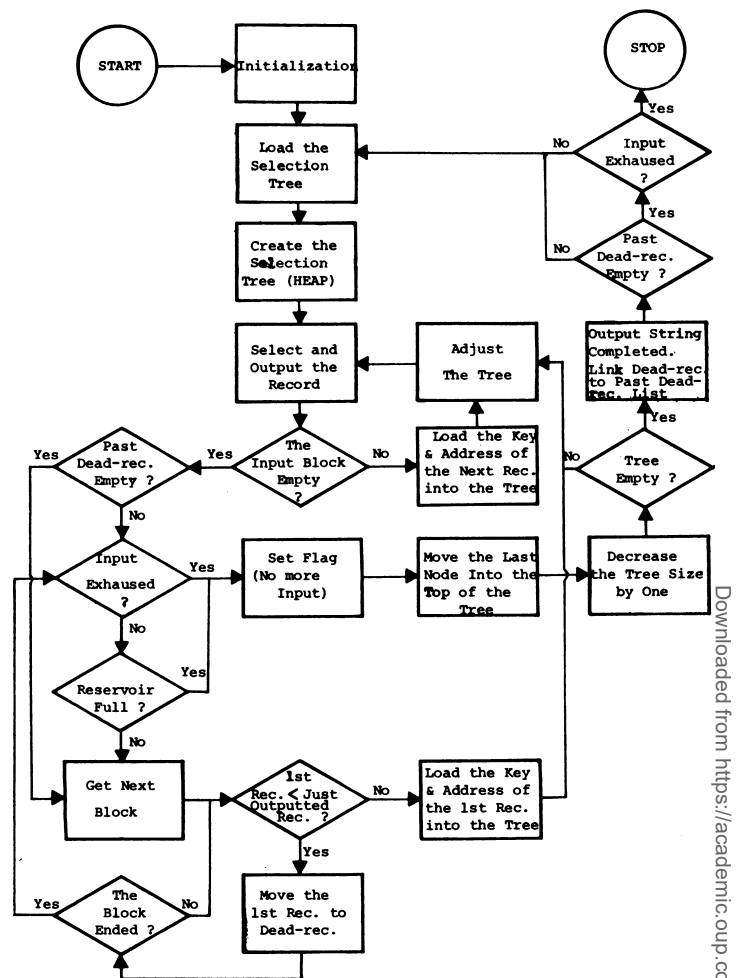 START
Initialization
STOP
Yes
No
Input
Exhaused
?
Load the
Selection
Tree
Yes
No
Past
Dead-rec.
Empty ?
Create the
Selection
Tree (HEAP)
Output String
Completed.
Link Dead-rec.
to Past Dead-
rec. List
Select and
Output the
Record
Adjust
The Tree
Yes
Yes
Past
Dead-rec.
Empty ?
Yes
The
Input Block
Empty
?
No
Load the Key
& Address of
the Next Rec.
into the Tree
No
Tree
Empty ?
No
Input
Exhaused
?
Yes
Set Flag
(No more
Input)
Move the Last
Node Into the
Top of the
Tree
Decrease
the Tree Size
by One
No
Reservoir
Full ?
Yes
No
Get Next
Block
1st
Rec. < Just
Outputted
Rec. ?
No
Load the Key
& Address of
the 1st Rec.
into the Tree
Yes
Yes
The
Block
Ended ?
No
Move the
1st Rec. to
Dead-rec.
Downloaded from https://academic.oup.co